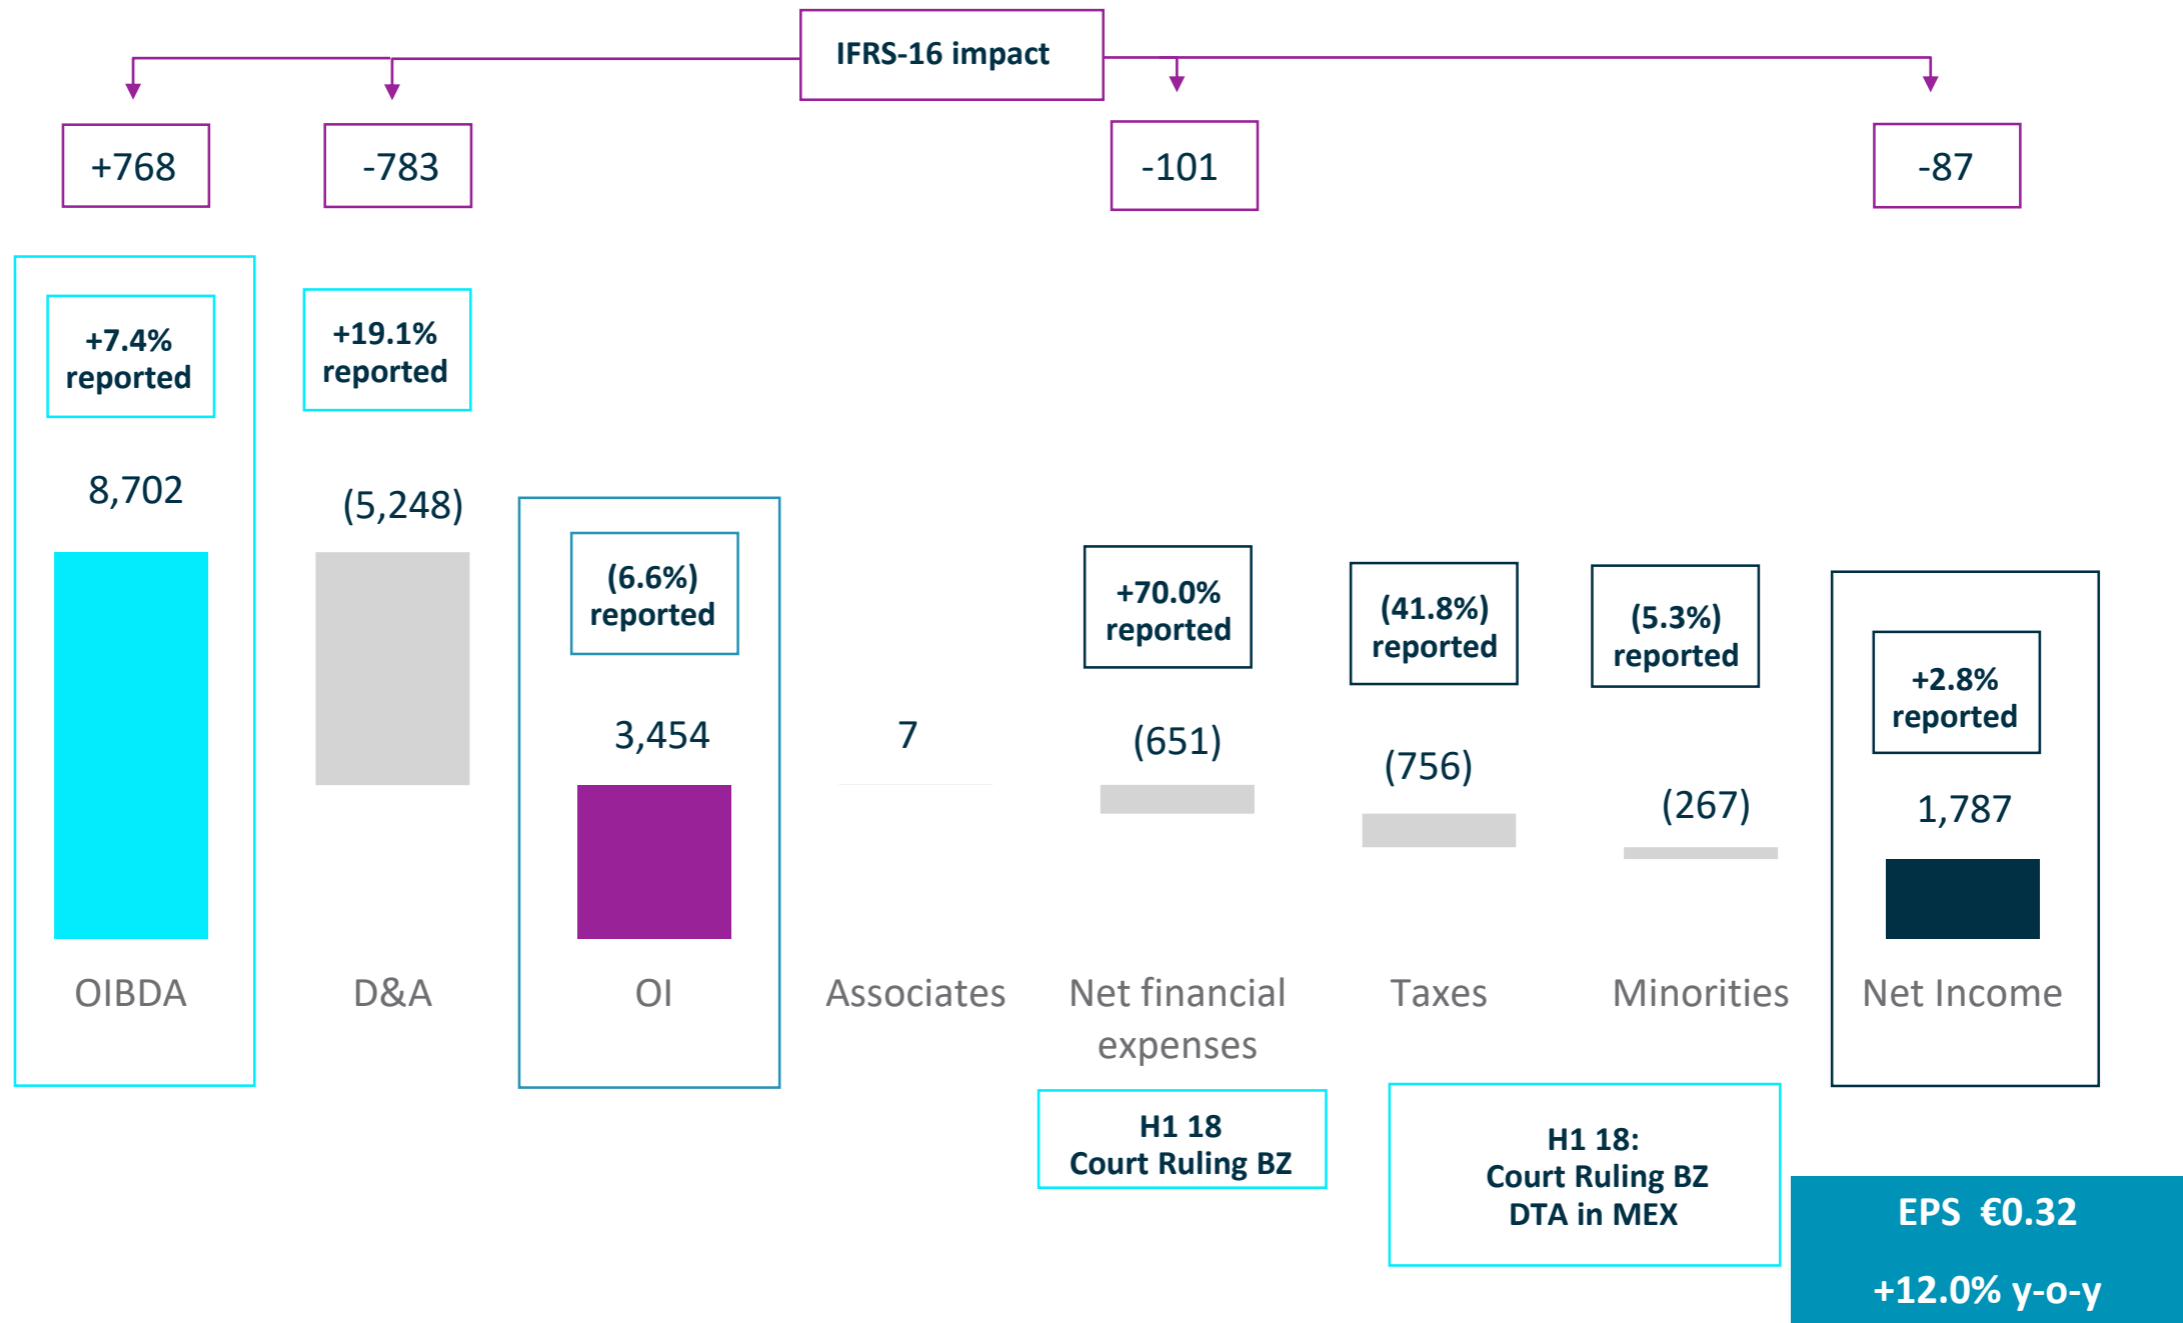 IFRS-16 impact
+768
-783
-101
-87
+7.4%
reported
+19.1%
reported
8,702
(5,248)
(6.6%)
reported
+70.0%
reported
(41.8%)
reported
(5.3%)
reported
+2.8%
reported
3,454
7
(651)
(756)
(267)
1,787
OIBDA
D&A
OI
Associates
Net financial
expenses
Taxes
Minorities
Net Income
H1 18
Court Ruling BZ
H1 18:
Court Ruling BZ
DTA in MEX
EPS €0.32
+12.0% y-o-y